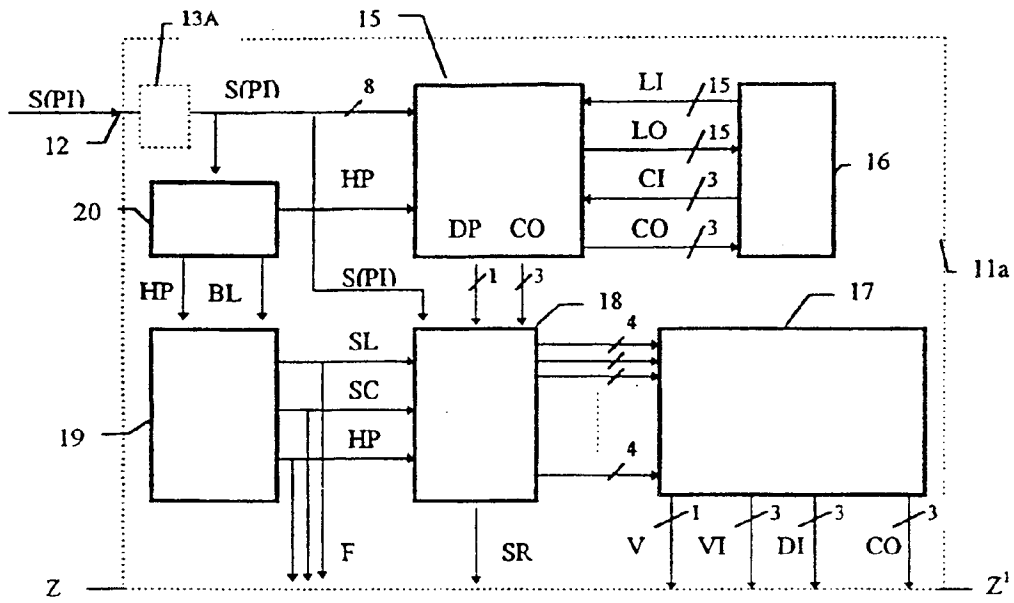 13A
15
S(PI)
12
S(PI)
8
LI
15
LO
15
CI
3
CO
3
16
20
HP
DP CO
HP
BL
S(PI)
1
3
18
17
11a
SL
SC
HP
19
4
4
F
SR
V
1
VI
3
DI
3
CO
3
Z
Z¹